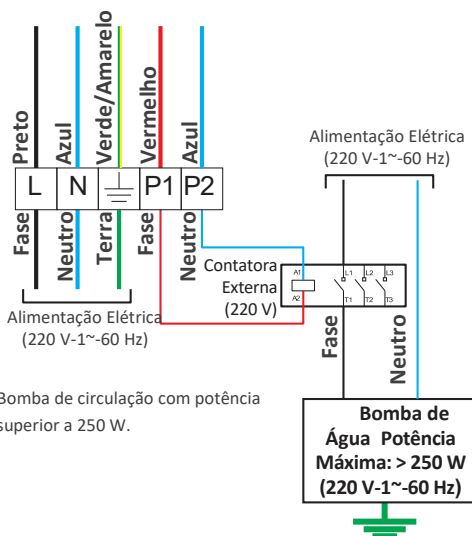 Preto
Azul
Verde/Amarelo
Vermelho
Azul
L N P1 P2
Fase
Neutro
Terra
Fase
Neutro
Alimentação Elétrica
(220 V-1~-60 Hz)
Alimentação Elétrica
(220 V-1~-60 Hz)
Contatora
Externa
(220 V)
A1
A2
L1 L2 L3
T1 T2 T3
Fase
Neutro
Bomba de circulação com potência
superior a 250 W.
Bomba de
Água Potência
Máxima: > 250 W
(220 V-1~-60 Hz)